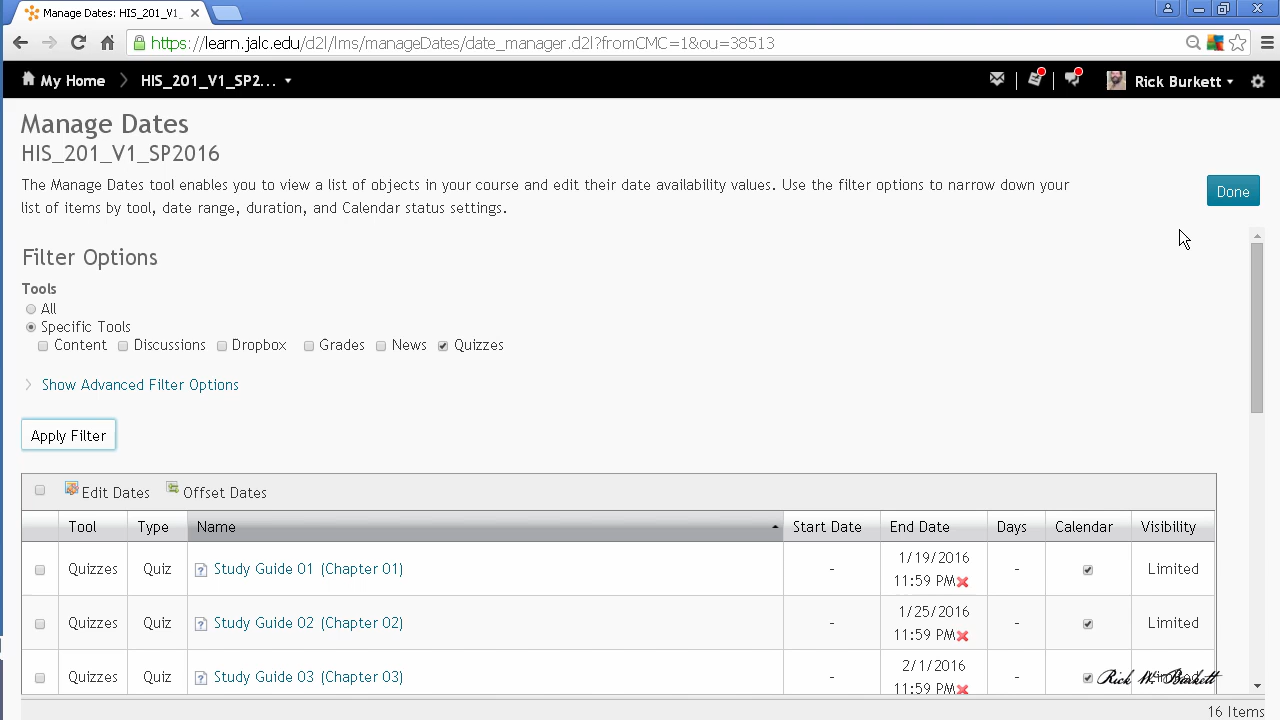 Manage Dates: HIS_201_V1_
https://learn.jalc.edu/d2l/lms/manageDates/date_manager.d2l?fromCMC=1&ou=38513
My Home HIS_201_V1_SP2... Rick Burkett
Manage Dates
HIS_201_V1_SP2016
The Manage Dates tool enables you to view a list of objects in your course and edit their date availability values. Use the filter options to narrow down your
list of items by tool, date range, duration, and Calendar status settings.
Done
Filter Options
Tools
All
Specific Tools
Content Discussions Dropbox Grades News Quizzes
Show Advanced Filter Options
Apply Filter
Edit Dates Offset Dates
Tool Type Name Start Date End Date Days Calendar Visibility
Quizzes Quiz Study Guide 01 (Chapter 01) - 1/19/2016 11:59 PM - Limited
Quizzes Quiz Study Guide 02 (Chapter 02) - 1/25/2016 11:59 PM - Limited
Quizzes Quiz Study Guide 03 (Chapter 03) - 2/1/2016 11:59 PM -
Rick W. Burkett
16 Items